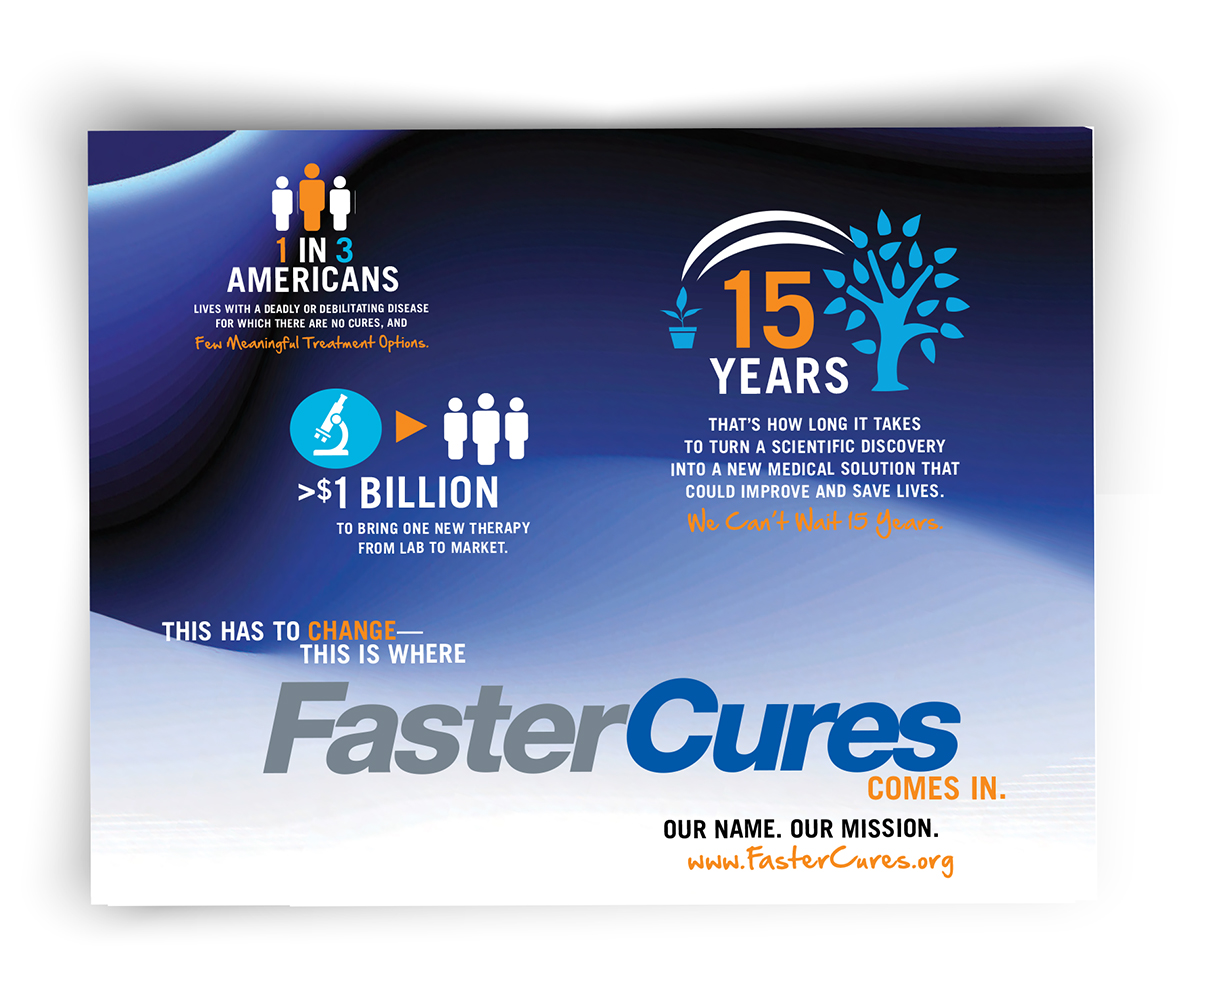 1 IN 3
AMERICANS
LIVES WITH A DEADLY OR DEBILITATING DISEASE
FOR WHICH THERE ARE NO CURES, AND
Few Meaningful Treatment Options.
>$1 BILLION
TO BRING ONE NEW THERAPY
FROM LAB TO MARKET.
15
YEARS
THAT'S HOW LONG IT TAKES
TO TURN A SCIENTIFIC DISCOVERY
INTO A NEW MEDICAL SOLUTION THAT
COULD IMPROVE AND SAVE LIVES.
We Can't Wait 15 Years.
THIS HAS TO CHANGE—
THIS IS WHERE
FasterCures
COMES IN.
OUR NAME. OUR MISSION.
www.FasterCures.org